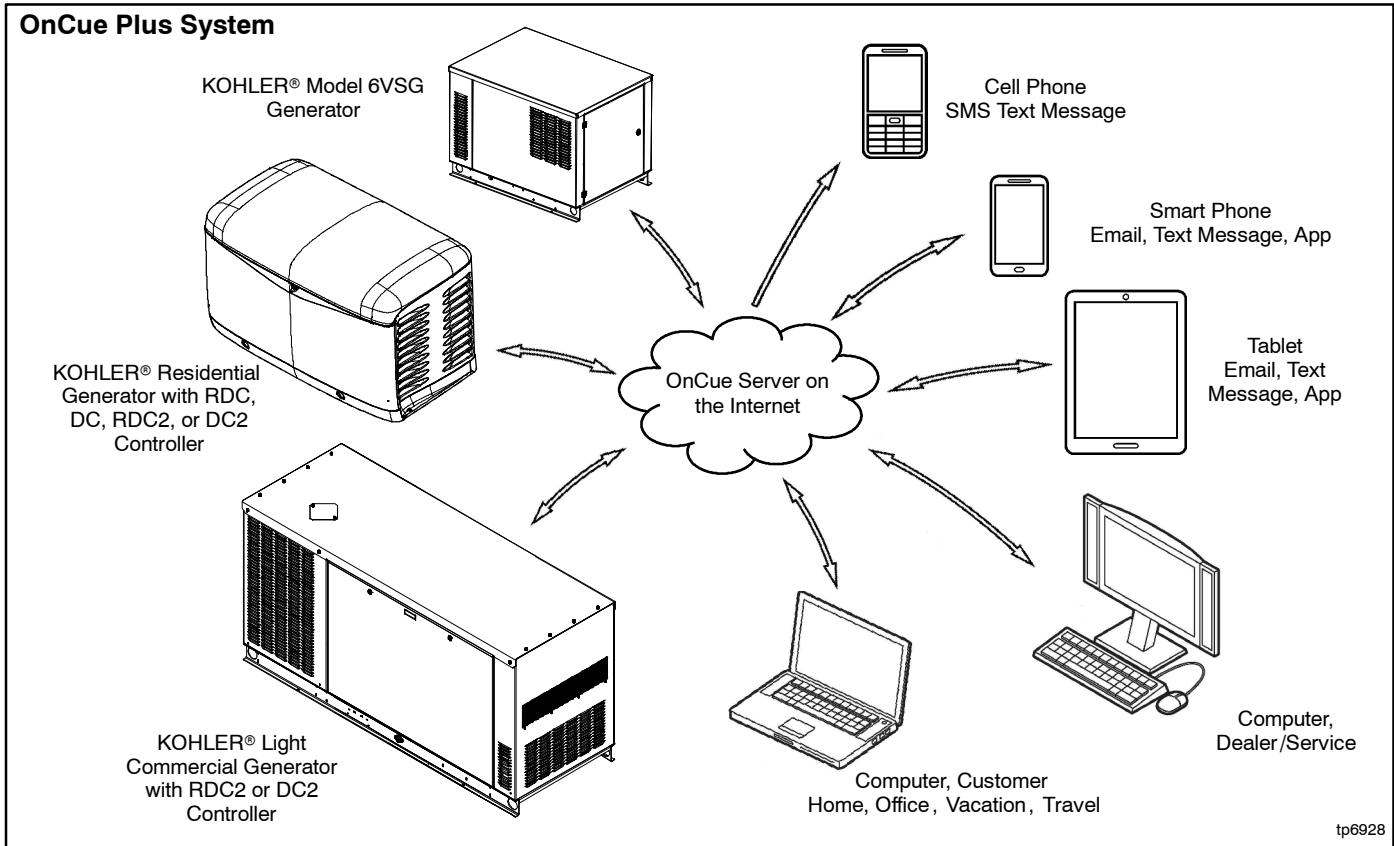 OnCue Plus System
KOHLER® Model 6VSG
Generator
Cell Phone
SMS Text Message
Smart Phone
Email, Text Message, App
KOHLER® Residential
Generator with RDC,
DC, RDC2, or DC2
Controller
OnCue Server on
the Internet
Tablet
Email, Text
Message, App
KOHLER® Light
Commercial Generator
with RDC2 or DC2
Controller
Computer, Customer
Home, Office, Vacation, Travel
Computer,
Dealer/Service
tp6928